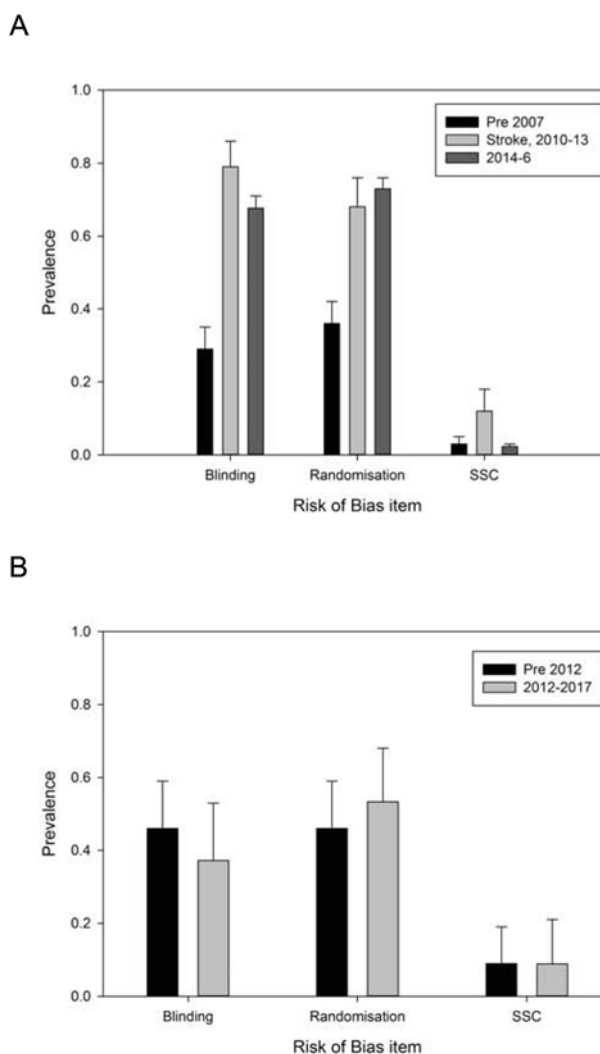 A
1.0
0.8
0.6
0.4
0.2
0.0
Prevalence
Pre 2007
Stroke, 2010-13
2014-6
Blinding Randomisation SSC
Risk of Bias item
B
1.0
0.8
0.6
0.4
0.2
0.0
Prevalence
Pre 2012
2012-2017
Blinding Randomisation SSC
Risk of Bias item